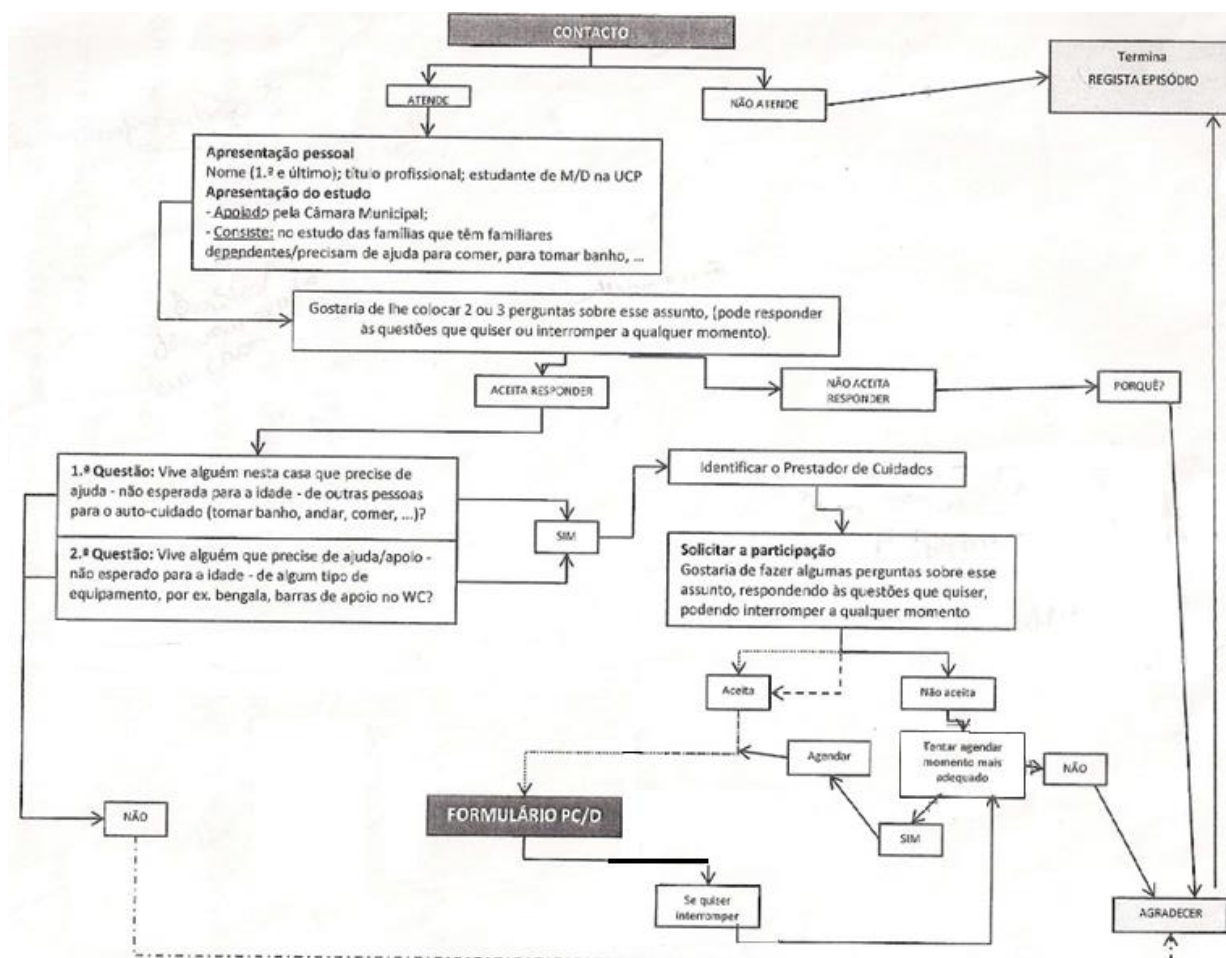 CONTACTO
Termina
REGISTA EPISÓDIO
ATENDE
NÃO ATENDE
Apresentação pessoal
Nome (1.º e último); título profissional; estudante de M/D na UCP
Apresentação do estudo
- Apoiado pela Câmara Municipal;
- Consiste: no estudo das famílias que têm familiares
dependentes/precisam de ajuda para comer, para tomar banho, ...
Gostaria de lhe colocar 2 ou 3 perguntas sobre esse assunto, (pode responder
às questões que quiser ou interromper a qualquer momento).
ACEITA RESPONDER
NÃO ACEITA
RESPONDER
PORQUÊ?
1.ª Questão: Vive alguém nesta casa que precise de
ajuda - não esperada para a idade - de outras pessoas
para o auto-cuidado (tomar banho, andar, comer, ...)?
2.ª Questão: Vive alguém que precise de ajuda/apoio -
não esperado para a idade - de algum tipo de
equipamento, por ex. bengala, barras de apoio no WC?
SIM
Identificar o Prestador de Cuidados
Solicitar a participação
Gostaria de fazer algumas perguntas sobre esse
assunto, respondendo às questões que quiser,
podendo interromper a qualquer momento
Aceita
Não aceita
Agendar
Tentar agendar
momento mais
adequado
NÃO
SIM
NÃO
FORMULÁRIO PC/D
Se quiser
interromper
AGRADECER